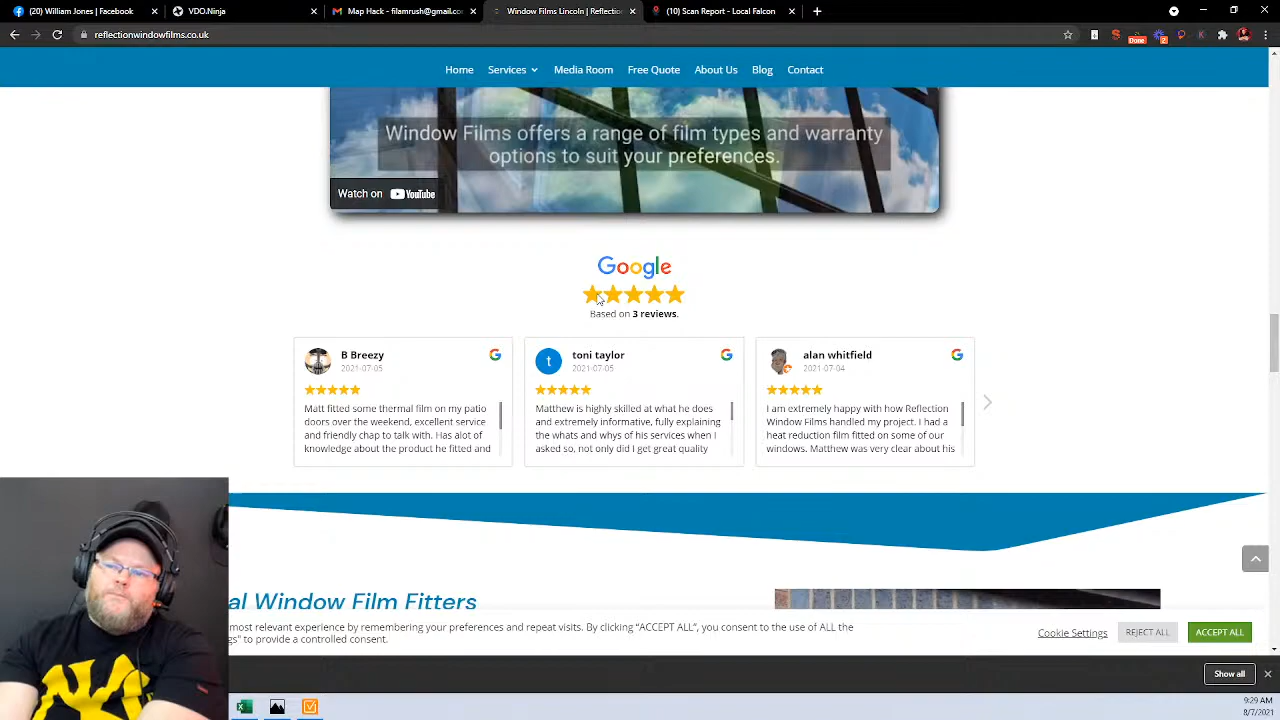 (20) William Jones | Facebook
VDO.Ninja
Map Hack - filamrush@gmail.co
Window Films Lincoln | Reflectio
(10) Scan Report - Local Falcon
reflectionwindowfilms.co.uk
Done
2
Home Services Media Room Free Quote About Us Blog Contact
Window Films offers a range of film types and warranty
options to suit your preferences.
Watch on YouTube
Google
Based on 3 reviews.
B Breezy
2021-07-05
Matt fitted some thermal film on my patio
doors over the weekend, excellent service
and friendly chap to talk with. Has alot of
knowledge about the product he fitted and
t
toni taylor
2021-07-05
Matthew is highly skilled at what he does
and extremely informative, fully explaining
the whats and whys of his services when I
asked so, not only did I get great quality
alan whitfield
2021-07-04
I am extremely happy with how Reflection
Window Films handled my project. I had a
heat reduction film fitted on some of our
windows. Matthew was very clear about his
al Window Film Fitters
most relevant experience by remembering your preferences and repeat visits. By clicking “ACCEPT ALL”, you consent to the use of ALL the
gs" to provide a controlled consent.
Cookie Settings REJECT ALL ACCEPT ALL
Show all
9:29 AM
8/7/2021